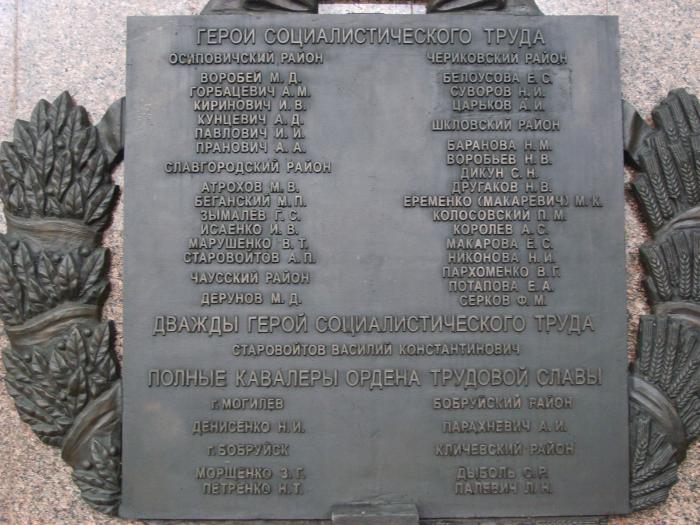 ГЕРОИ СОЦИАЛИСТИЧЕСКОГО ТРУДА
ОСИПОВИЧСКИЙ РАЙОН
ВОРОБЕЙ М.Д.
ГОРБАЦЕВИЧ А.М.
КИРИНОВИЧ И.В.
КУНЦЕВИЧ А.Д.
ПАВЛОВИЧ И.И.
ПРАНОВИЧ А.А.
СЛАВГОРОДСКИЙ РАЙОН
АТРОХОВ М.В.
БЕГАНСКИЙ М.П.
ЗЫМАЛЕВ Г.С.
ИСАЕНКО И.В.
МАРУШЕНКО В.Т.
СТАРОВОЙТОВ А.П.
ЧАУССКИЙ РАЙОН
ДЕРУНОВ М.Д.
ЧЕРИКОВСКИЙ РАЙОН
БЕЛОУСОВА Е.С.
СУВОРОВ Н.И.
ЦАРЬКОВ А.И.
ШКЛОВСКИЙ РАЙОН
БАРАНОВА Н.М.
ВОРОБЬЕВ Н.В.
ДИКУН С.Н.
ДРУГАКОВ Н.В.
ЕРЕМЕНКО (МАКАРЕВИЧ) М.К.
КОЛОСОВСКИЙ П.М.
КОРОЛЕВ А.С.
МАКАРОВА Е.С.
НИКОНОВА Н.И.
ПАРХОМЕНКО В.Г.
ПОТАПОВА Е.А.
СЕРКОВ Ф.М.
ДВАЖДЫ ГЕРОЙ СОЦИАЛИСТИЧЕСКОГО ТРУДА
СТАРОВОЙТОВ ВАСИЛИЙ КОНСТАНТИНОВИЧ
ПОЛНЫЕ КАВАЛЕРЫ ОРДЕНА ТРУДОВОЙ СЛАВЫ
г.МОГИЛЕВ
ДЕНИСЕНКО Н.И.
г.БОБРУЙСК
МОРШЕНКО З.Г.
ПЕТРЕНКО Н.Т.
БОБРУЙСКИЙ РАЙОН
ПАРАХНЕВИЧ А.И.
КЛИЧЕВСКИЙ РАЙОН
ДЫБОЛЬ С.Р.
ПАЛЕВИЧ Л.Н.